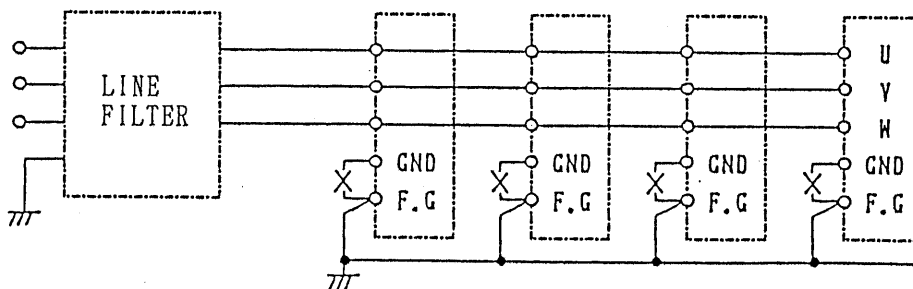 LINE
FILTER
GND
F.G
GND
F.G
GND
F.G
U
V
W
GND
F.G